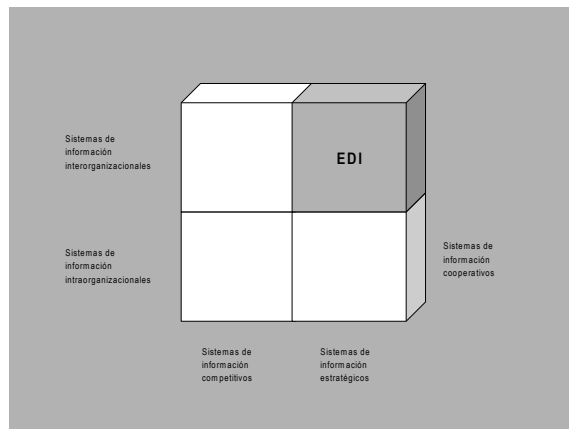 Sistemas de
información
interorganizacionales
EDI
Sistemas de
información
intraorganizacionales
Sistemas de
información
cooperativos
Sistemas de
información
competitivos
Sistemas de
información
estratégicos